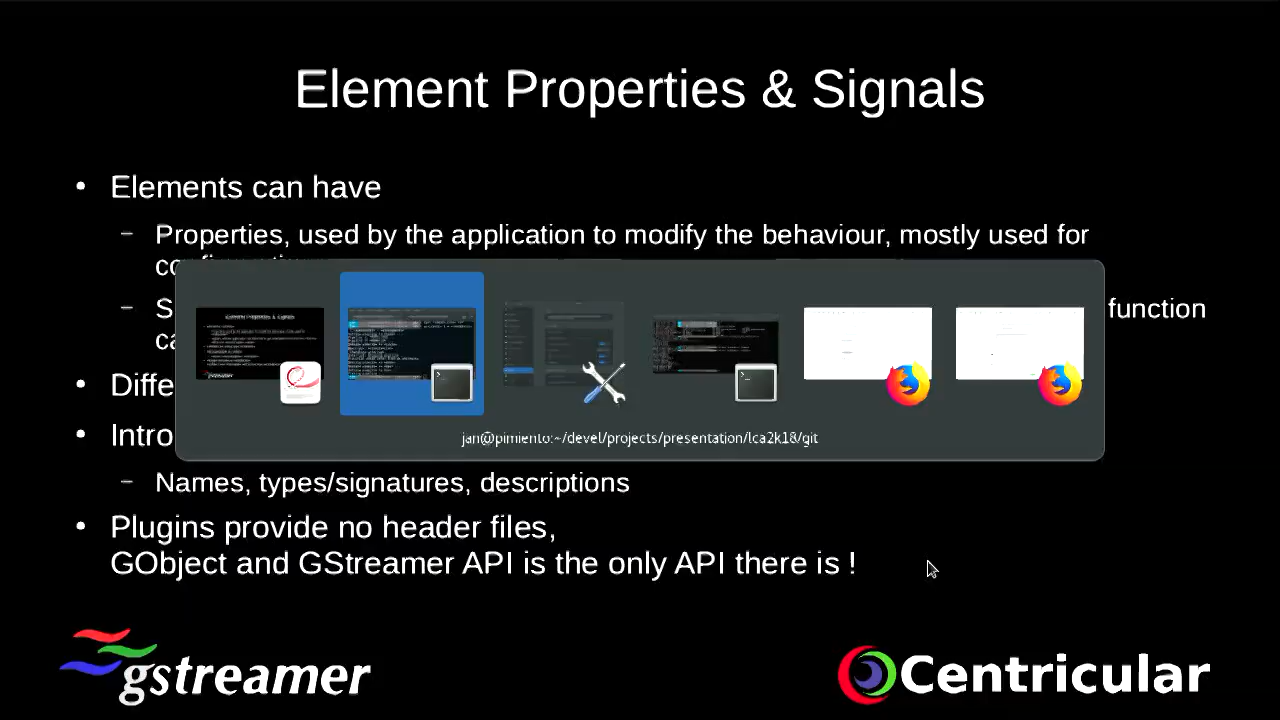 Element Properties & Signals
• Elements can have
– Properties, used by the application to modify the behaviour, mostly used for
– S function
• Diffe
• Intro
jan@pimiento:~/devel/projects/presentation/lca2k18/git
– Names, types/signatures, descriptions
• Plugins provide no header files,
GObject and GStreamer API is the only API there is !
gstreamer
Centricular